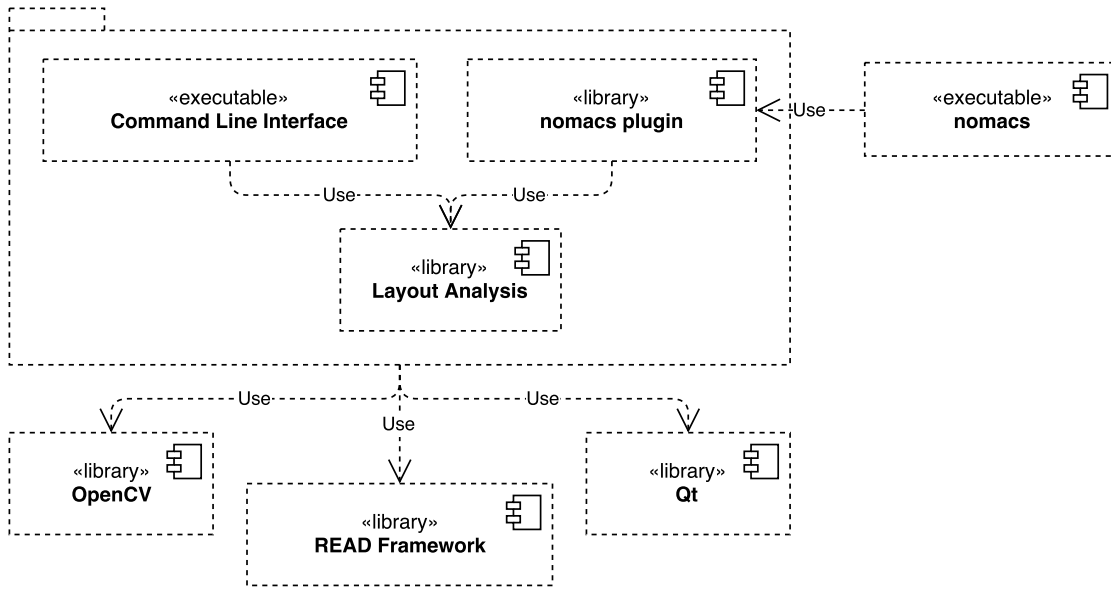 «executable»
Command Line Interface
«library»
nomacs plugin
Use
«executable»
nomacs
Use
Use
«library»
Layout Analysis
Use
Use
Use
«library»
OpenCV
«library»
READ Framework
«library»
Qt